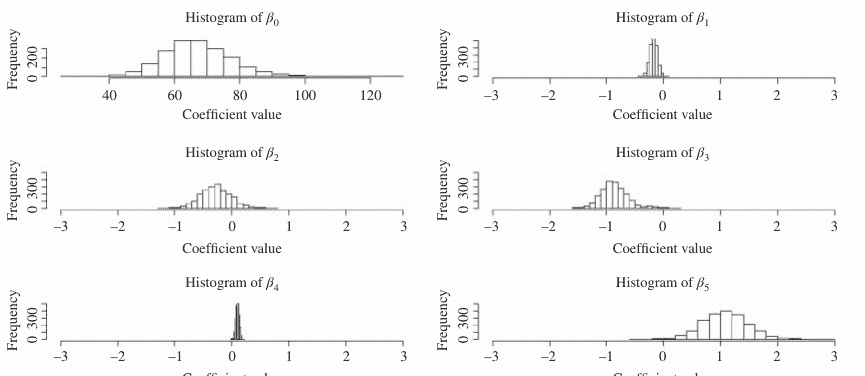 Histogram of β0
Frequency
0 200
40 60 80 100 120
Coefficient value
Histogram of β1
Frequency
0 300
–3 –2 –1 0 1 2 3
Coefficient value
Histogram of β2
Frequency
0 300
–3 –2 –1 0 1 2 3
Coefficient value
Histogram of β3
Frequency
0 300
–3 –2 –1 0 1 2 3
Coefficient value
Histogram of β4
Frequency
0 300
–3 –2 –1 0 1 2 3
Histogram of β5
Frequency
0 300
–3 –2 –1 0 1 2 3